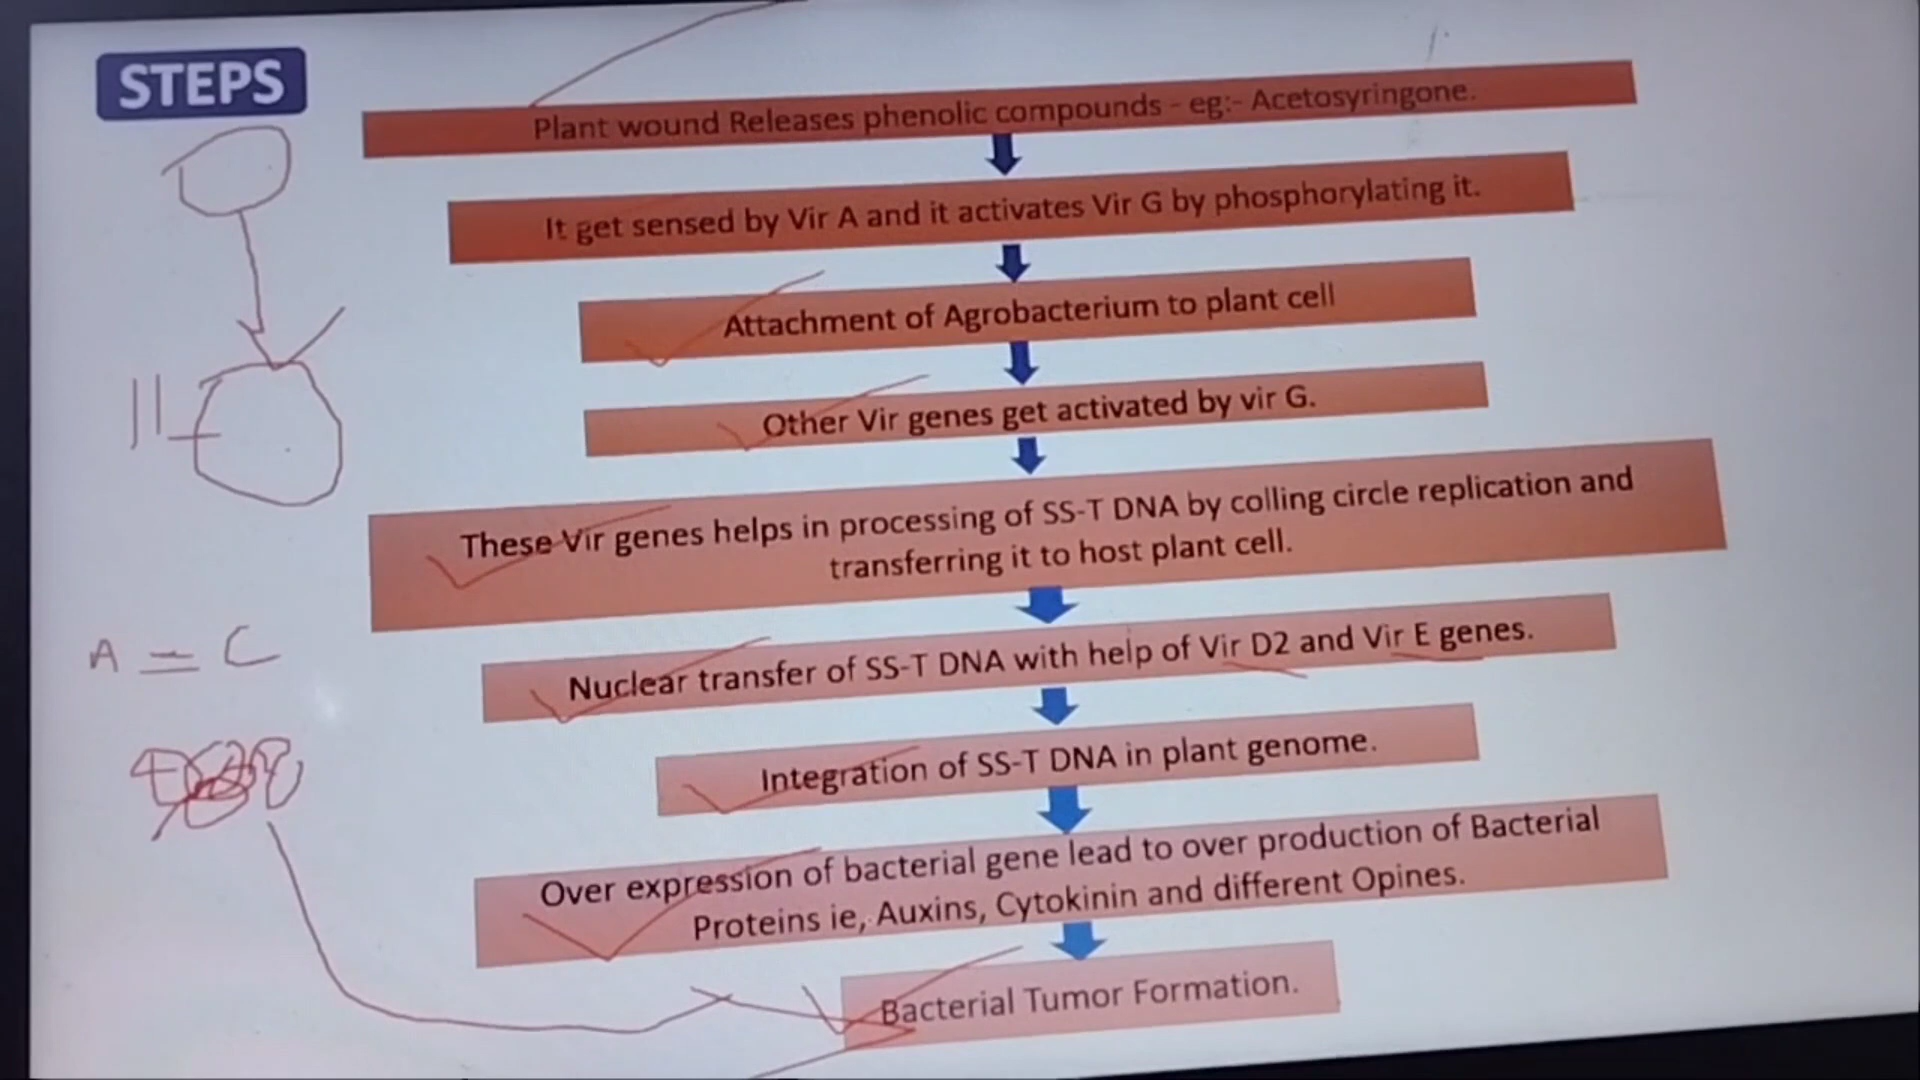 STEPS
Plant wound Releases phenolic compounds - eg:- Acetosyringone.
It get sensed by Vir A and it activates Vir G by phosphorylating it.
Attachment of Agrobacterium to plant cell
Other Vir genes get activated by vir G.
These Vir genes helps in processing of SS-T DNA by colling circle replication and
transferring it to host plant cell.
A = C
Nuclear transfer of SS-T DNA with help of Vir D2 and Vir E genes.
Integration of SS-T DNA in plant genome.
Over expression of bacterial gene lead to over production of Bacterial
Proteins ie, Auxins, Cytokinin and different Opines.
Bacterial Tumor Formation.